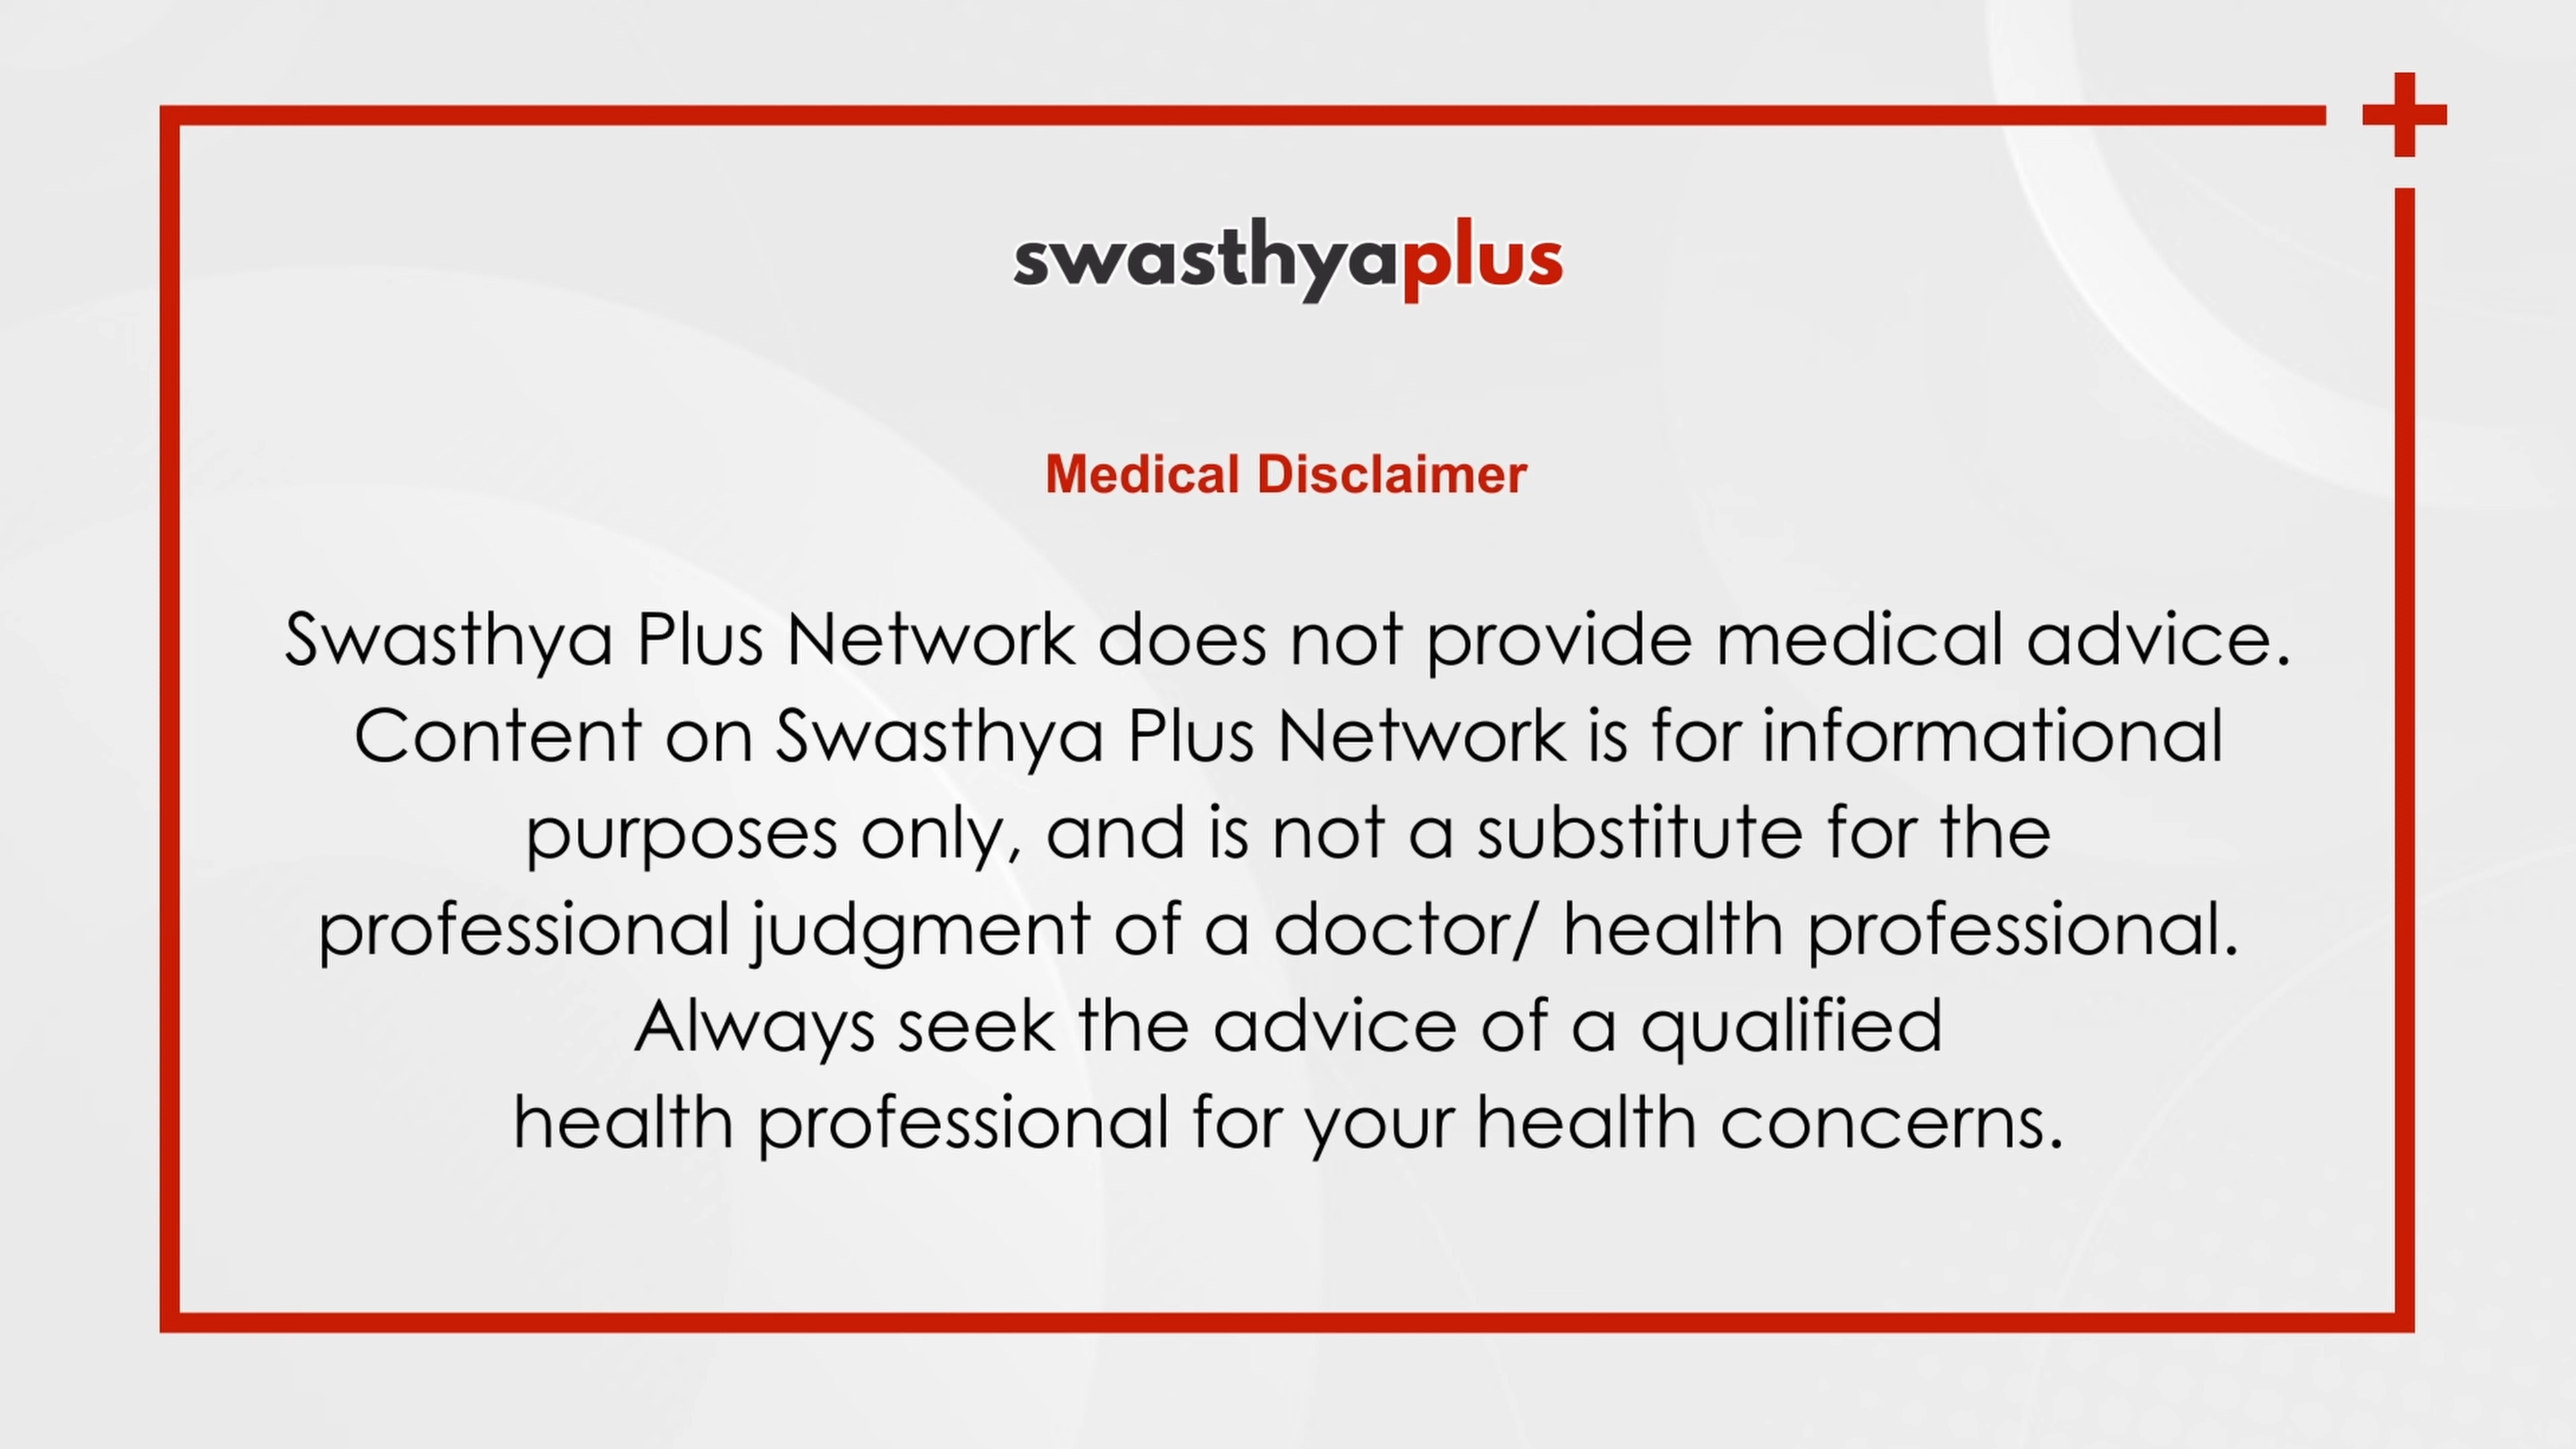 swasthyaplus
Medical Disclaimer
Swasthya Plus Network does not provide medical advice.
Content on Swasthya Plus Network is for informational
purposes only, and is not a substitute for the
professional judgment of a doctor/ health professional.
Always seek the advice of a qualified
health professional for your health concerns.